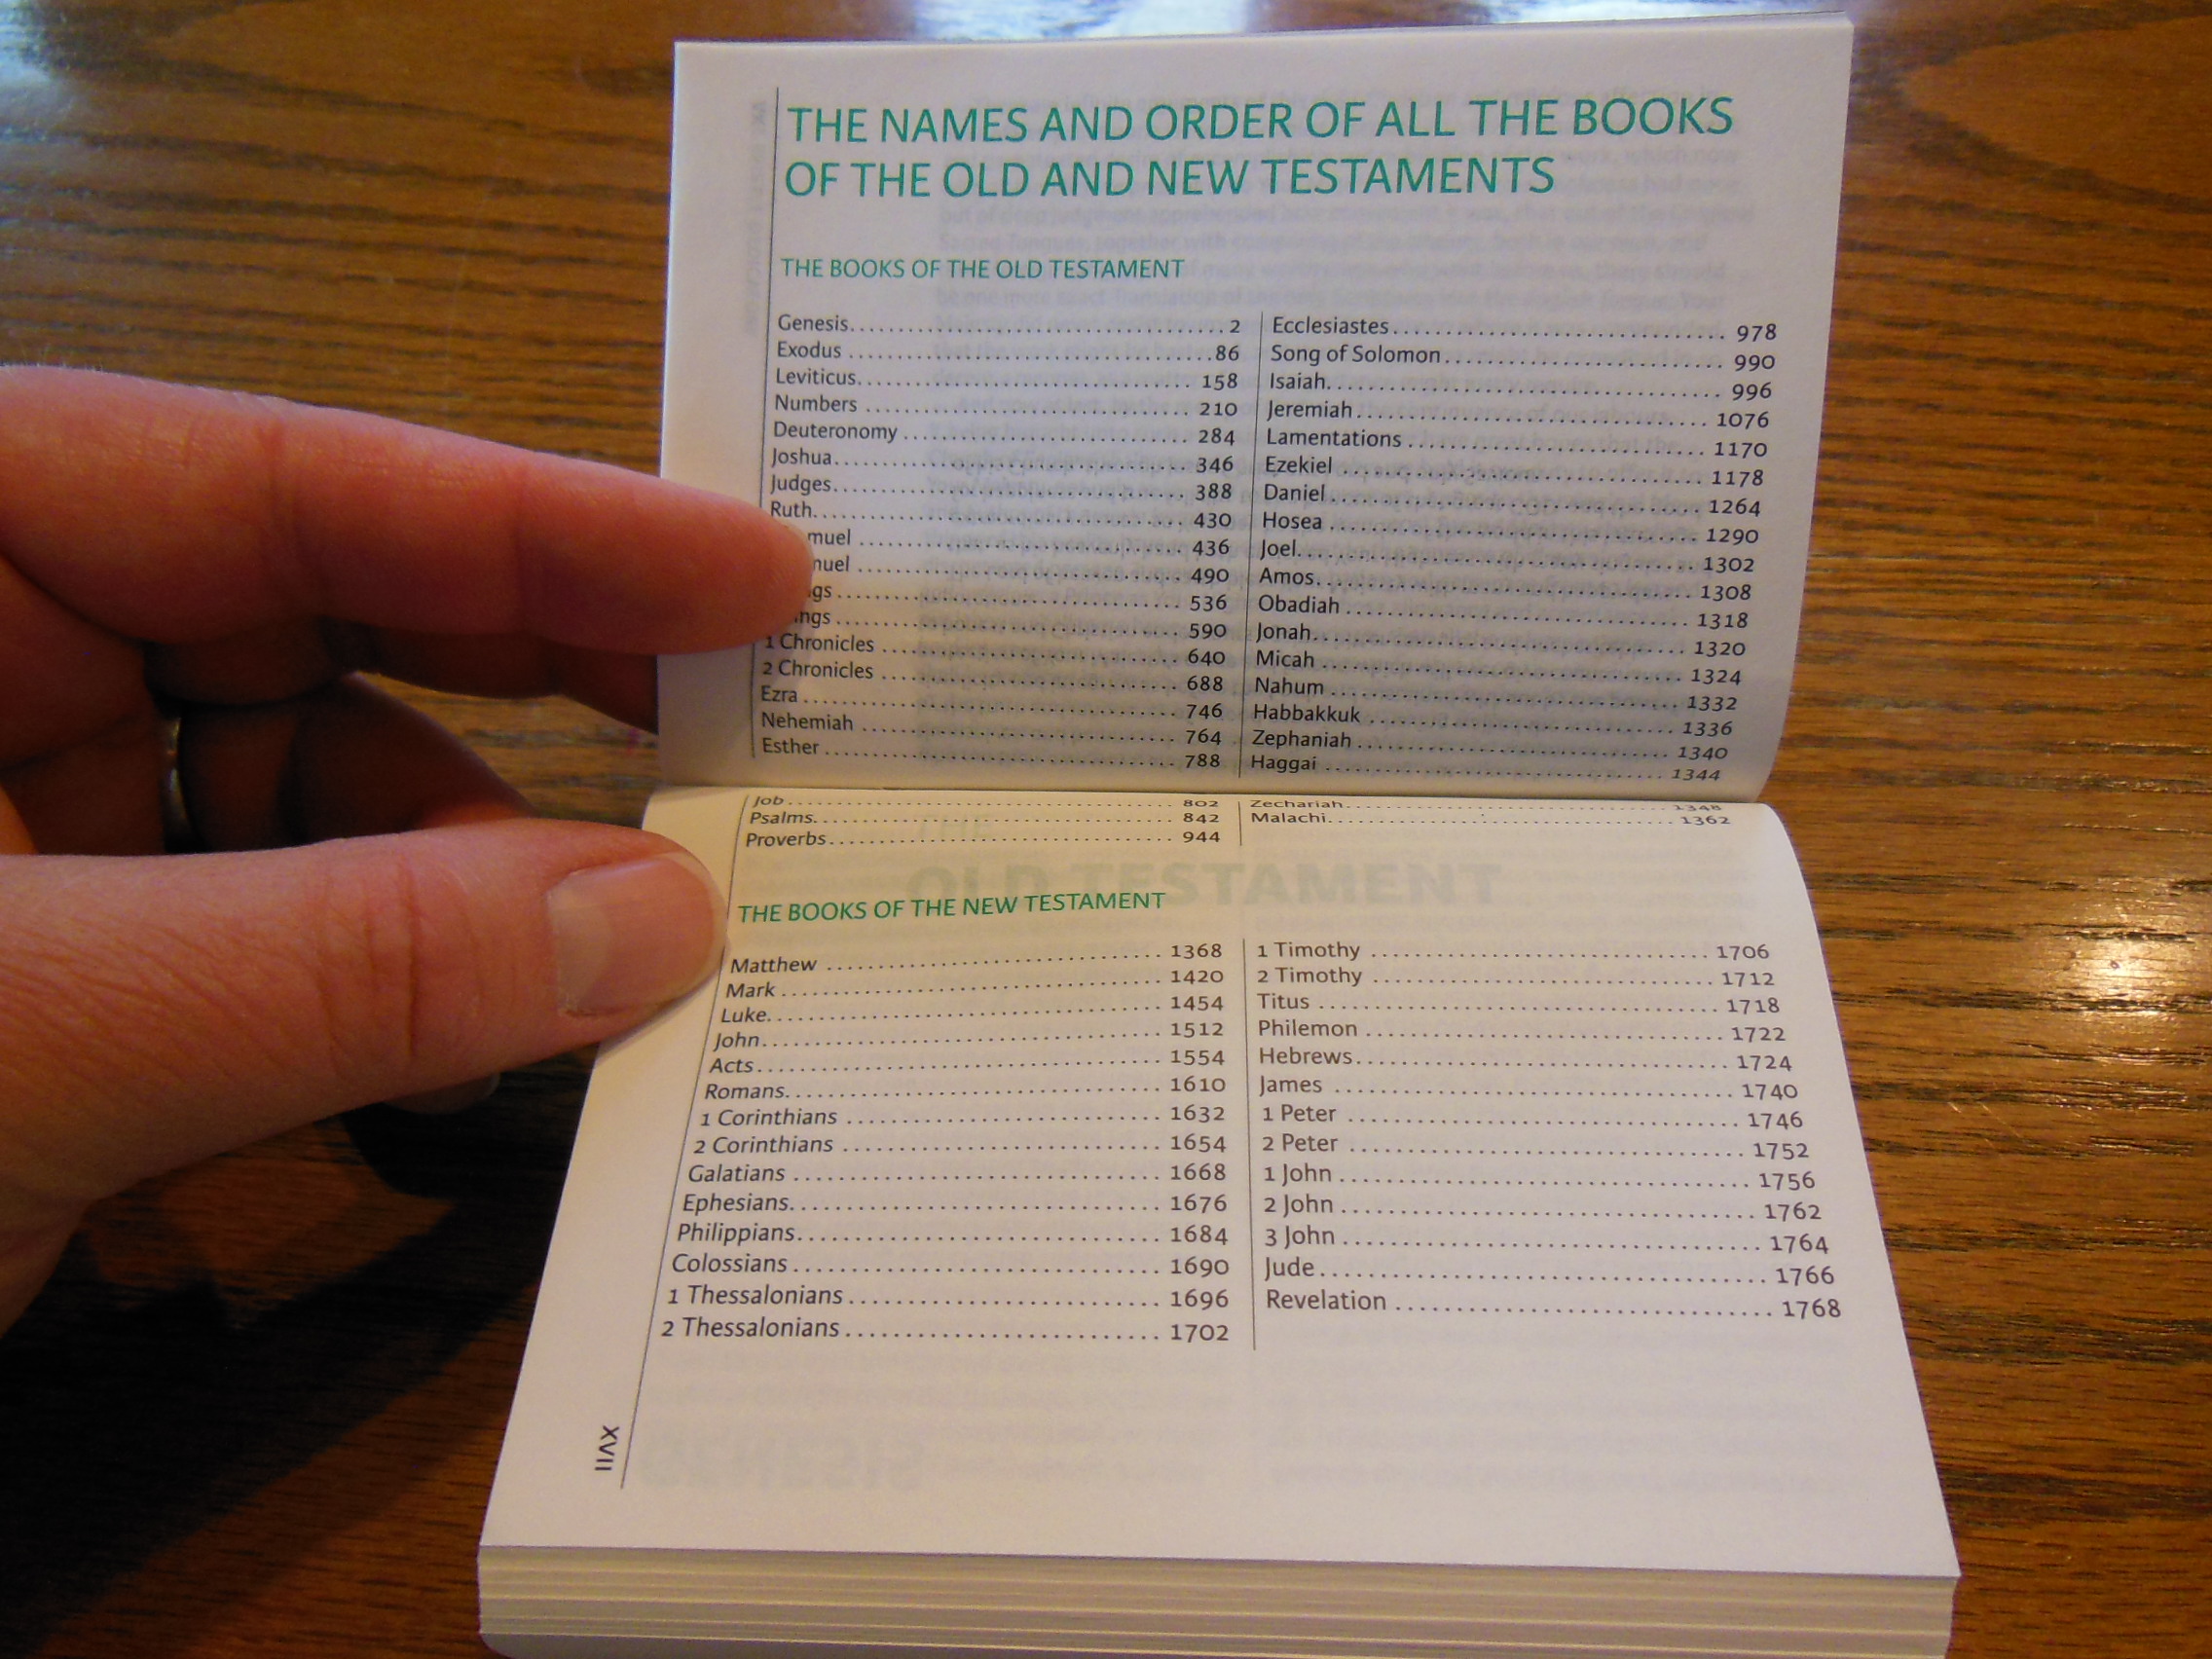 THE NAMES AND ORDER OF ALL THE BOOKS
OF THE OLD AND NEW TESTAMENTS
THE BOOKS OF THE OLD TESTAMENT
Genesis 2
Exodus 86
Leviticus 158
Numbers 210
Deuteronomy 284
Joshua 346
Judges 388
Ruth 430
muel 436
nuel 490
gs 536
ngs 590
1 Chronicles 640
2 Chronicles 688
Ezra 746
Nehemiah 764
Esther 788
Job 802
Psalms 842
Proverbs 944
Ecclesiastes 978
Song of Solomon 990
Isaiah 996
Jeremiah 1076
Lamentations 1170
Ezekiel 1178
Daniel 1264
Hosea 1290
Joel 1302
Amos 1308
Obadiah 1318
Jonah 1320
Micah 1324
Nahum 1332
Habbakkuk 1336
Zephaniah 1340
Haggai 1344
Zechariah 1348
Malachi 1362
THE BOOKS OF THE NEW TESTAMENT
Matthew 1368
Mark 1420
Luke 1454
John 1512
Acts 1554
Romans 1610
1 Corinthians 1632
2 Corinthians 1654
Galatians 1668
Ephesians 1676
Philippians 1684
Colossians 1690
1 Thessalonians 1696
2 Thessalonians 1702
1 Timothy 1706
2 Timothy 1712
Titus 1718
Philemon 1722
Hebrews 1724
James 1740
1 Peter 1746
2 Peter 1752
1 John 1756
2 John 1762
3 John 1764
Jude 1766
Revelation 1768
XVII